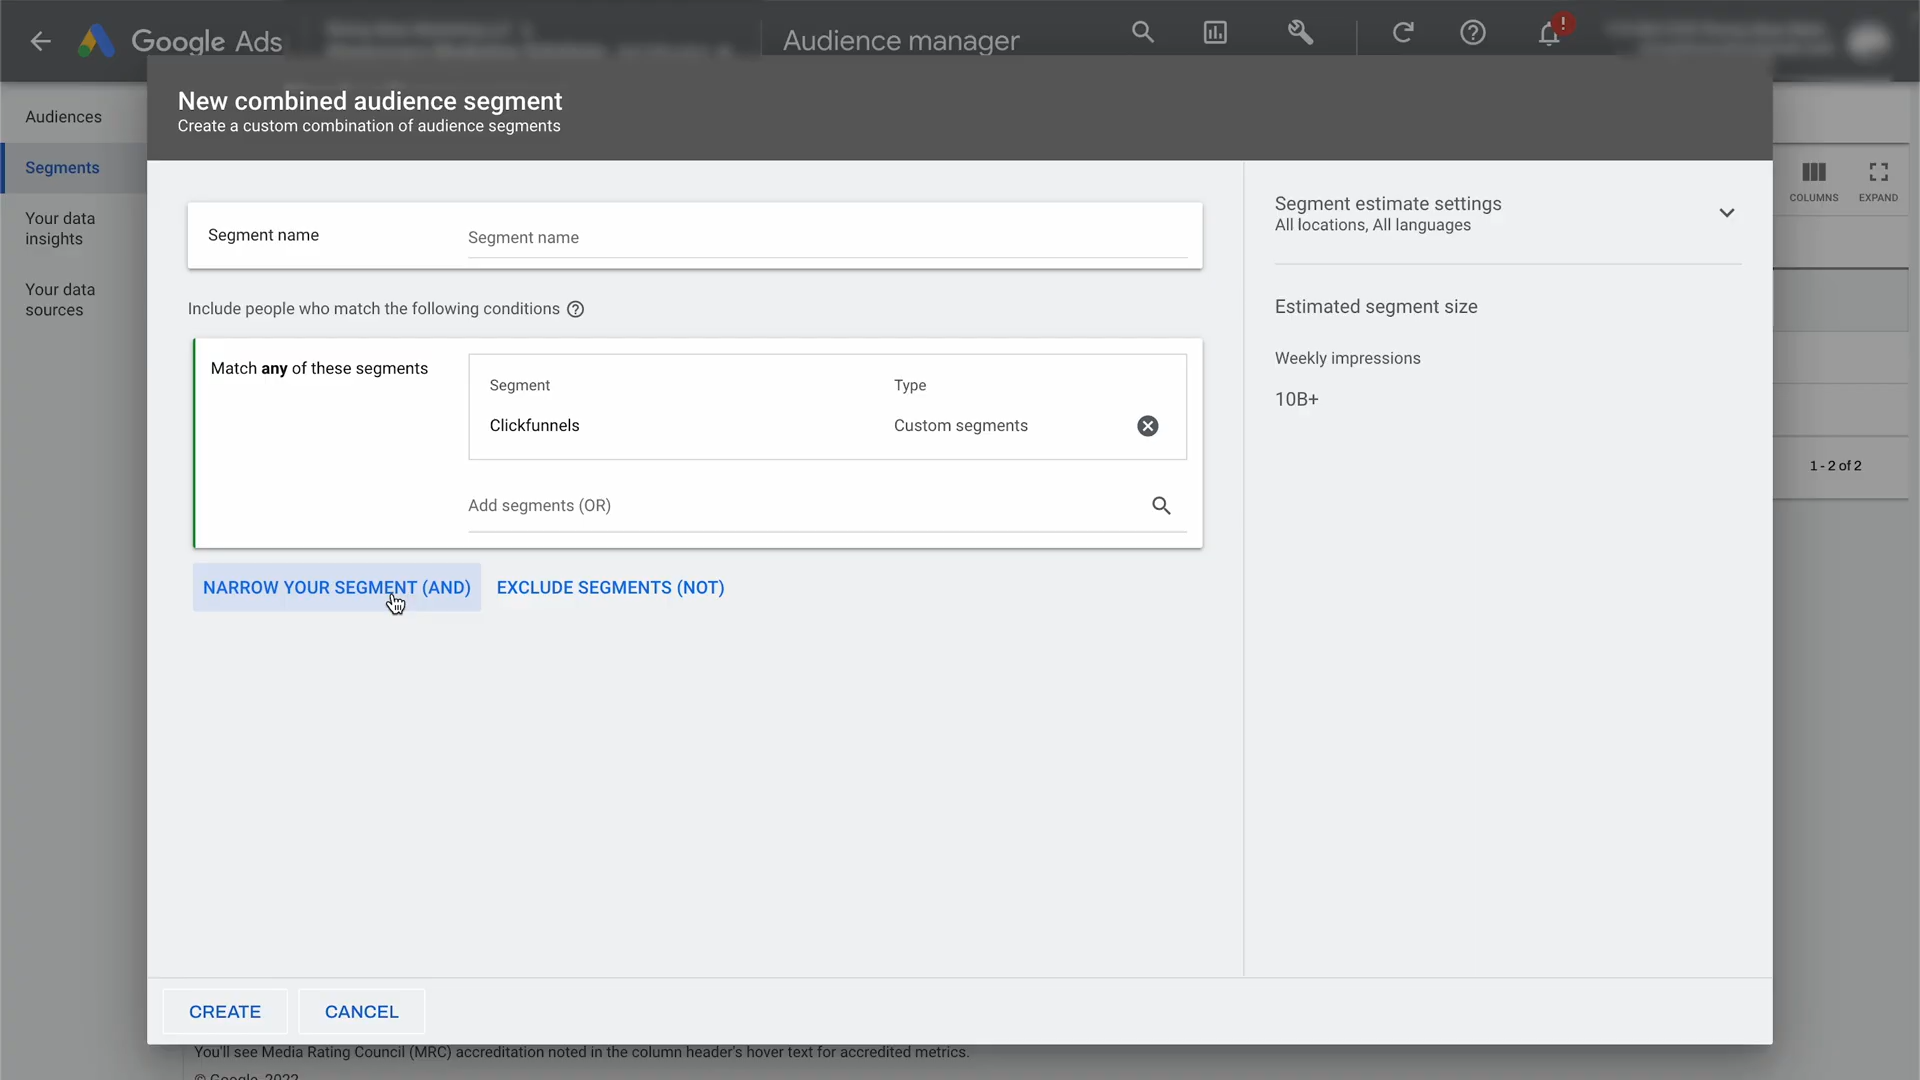 Google Ads
Audience manager
!
New combined audience segment
Create a custom combination of audience segments
Audiences
Segments
Your data
insights
Your data
sources
COLUMNS
EXPAND
Segment name
Segment name
Include people who match the following conditions
Match any of these segments
Segment
Type
Clickfunnels
Custom segments
Add segments (OR)
NARROW YOUR SEGMENT (AND)
EXCLUDE SEGMENTS (NOT)
Segment estimate settings
All locations, All languages
Estimated segment size
Weekly impressions
10B+
1 - 2 of 2
CREATE
CANCEL
You'll see Media Rating Council (MRC) accreditation noted in the column header's hover text for accredited metrics.
© Google, 2022